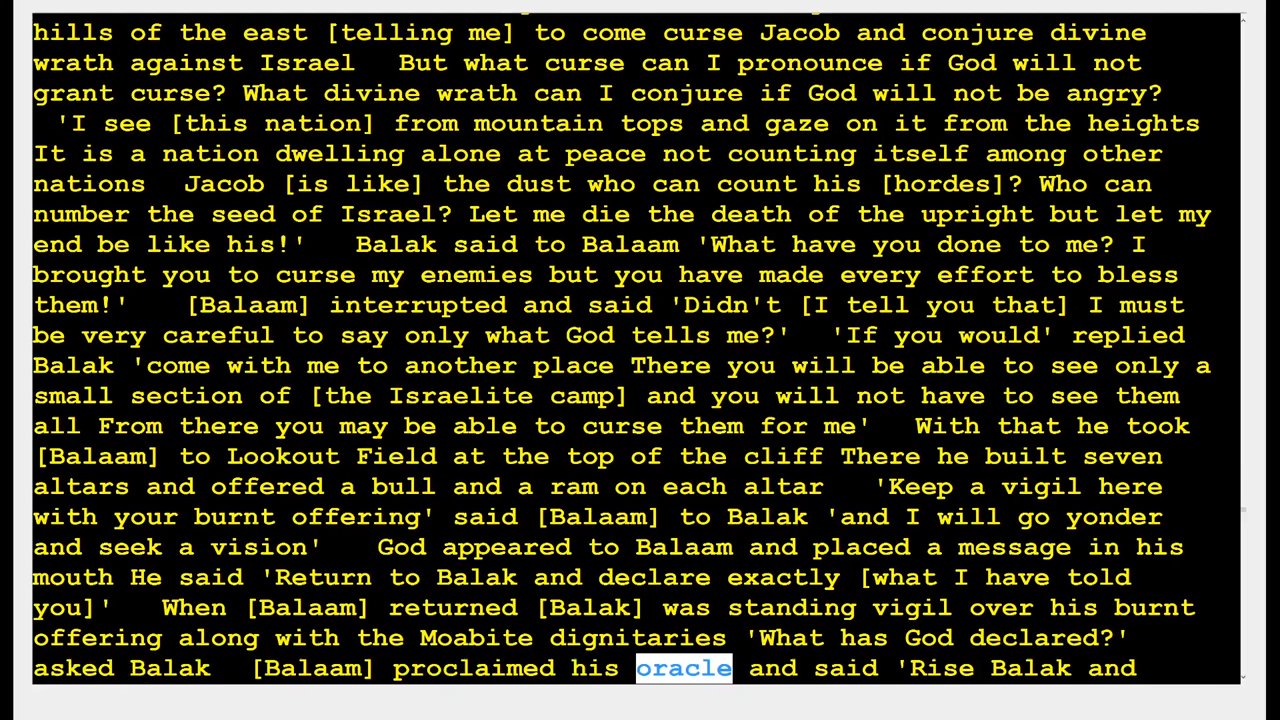 hills of the east [telling me] to come curse Jacob and conjure divine
wrath against Israel   But what curse can I pronounce if God will not
grant curse? What divine wrath can I conjure if God will not be angry?
'I see [this nation] from mountain tops and gaze on it from the heights
It is a nation dwelling alone at peace not counting itself among other
nations   Jacob [is like] the dust who can count his [hordes]? Who can
number the seed of Israel? Let me die the death of the upright but let my
end be like his!'   Balak said to Balaam 'What have you done to me? I
brought you to curse my enemies but you have made every effort to bless
them!'   [Balaam] interrupted and said 'Didn't [I tell you that] I must
be very careful to say only what God tells me?'   'If you would' replied
Balak 'come with me to another place There you will be able to see only a
small section of [the Israelite camp] and you will not have to see them
all From there you may be able to curse them for me'   With that he took
[Balaam] to Lookout Field at the top of the cliff There he built seven
altars and offered a bull and a ram on each altar   'Keep a vigil here
with your burnt offering' said [Balaam] to Balak 'and I will go yonder
and seek a vision'   God appeared to Balaam and placed a message in his
mouth He said 'Return to Balak and declare exactly [what I have told
you]'   When [Balaam] returned [Balak] was standing vigil over his burnt
offering along with the Moabite dignitaries 'What has God declared?'
asked Balak   [Balaam] proclaimed his oracle and said 'Rise Balak and